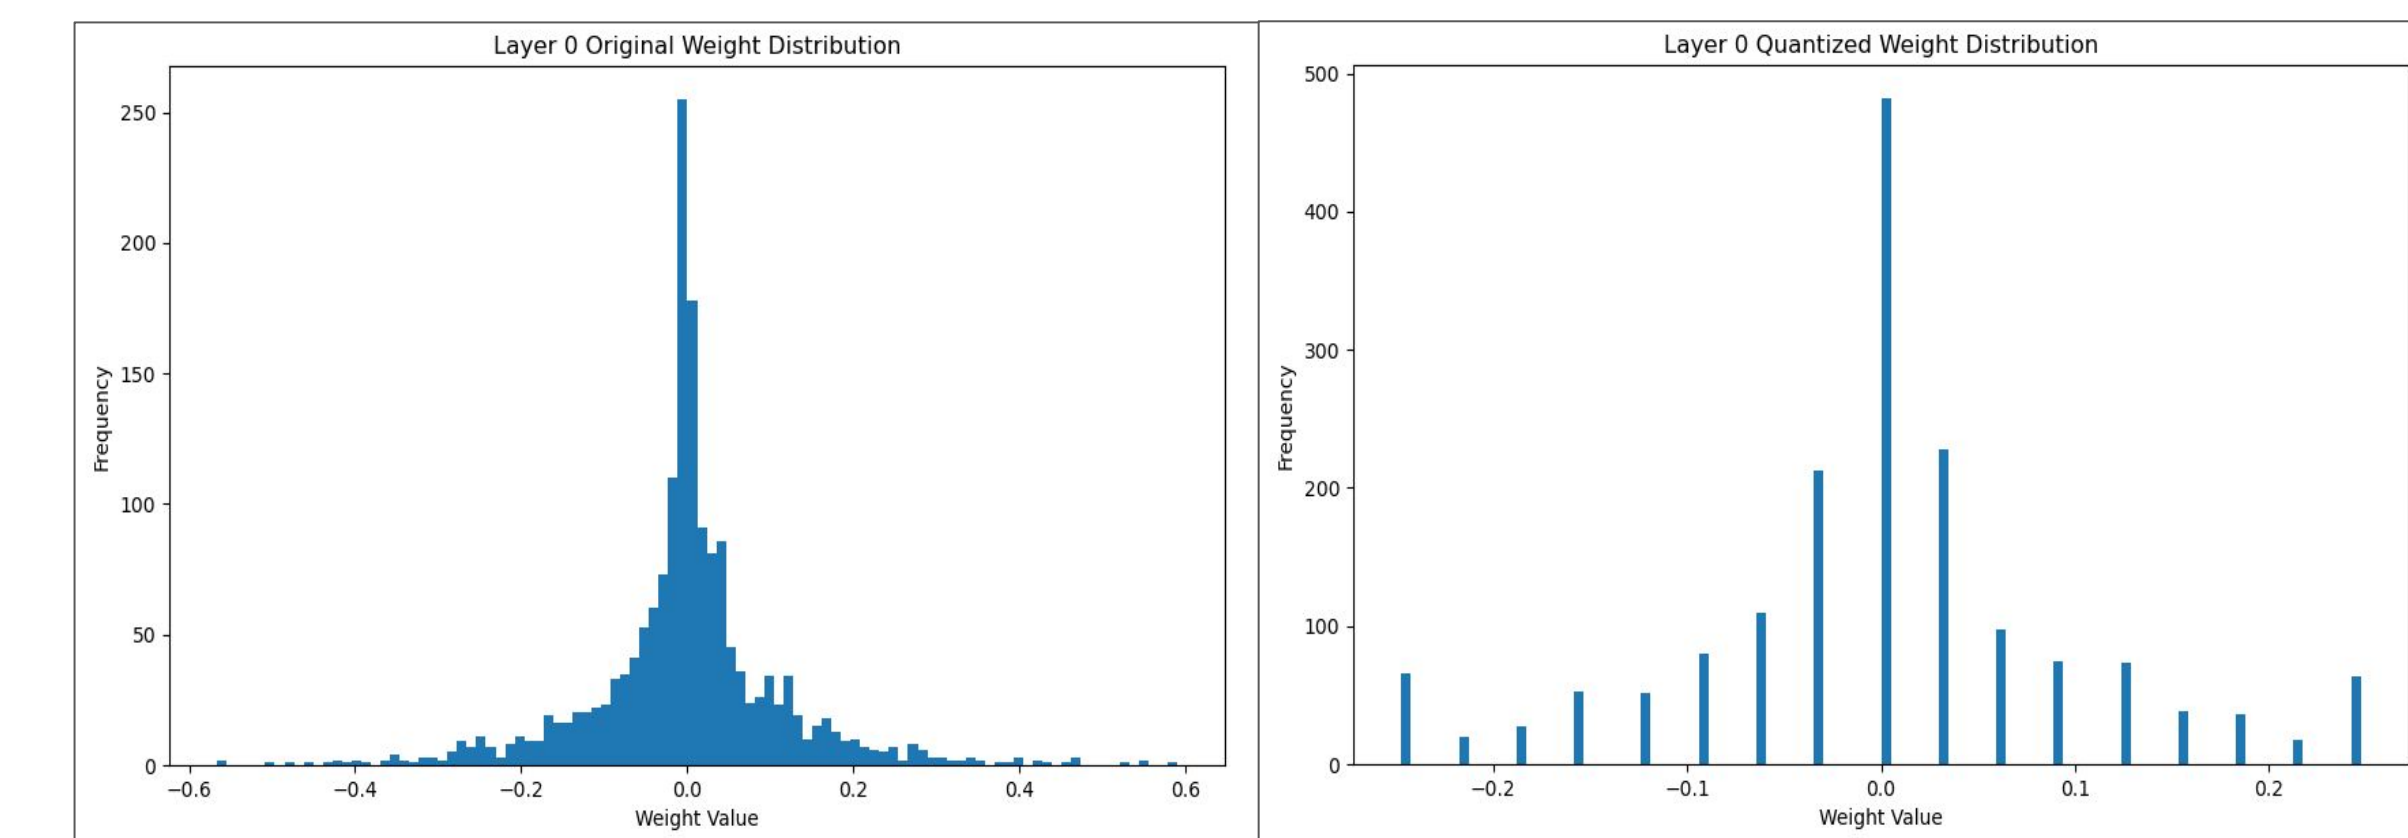 Layer 0 Original Weight Distribution
250
200
150
100
50
0
Frequency
−0.6 −0.4 −0.2 0.0 0.2 0.4 0.6
Weight Value
Layer 0 Quantized Weight Distribution
500
400
300
200
100
0
Frequency
−0.2 −0.1 0.0 0.1 0.2
Weight Value